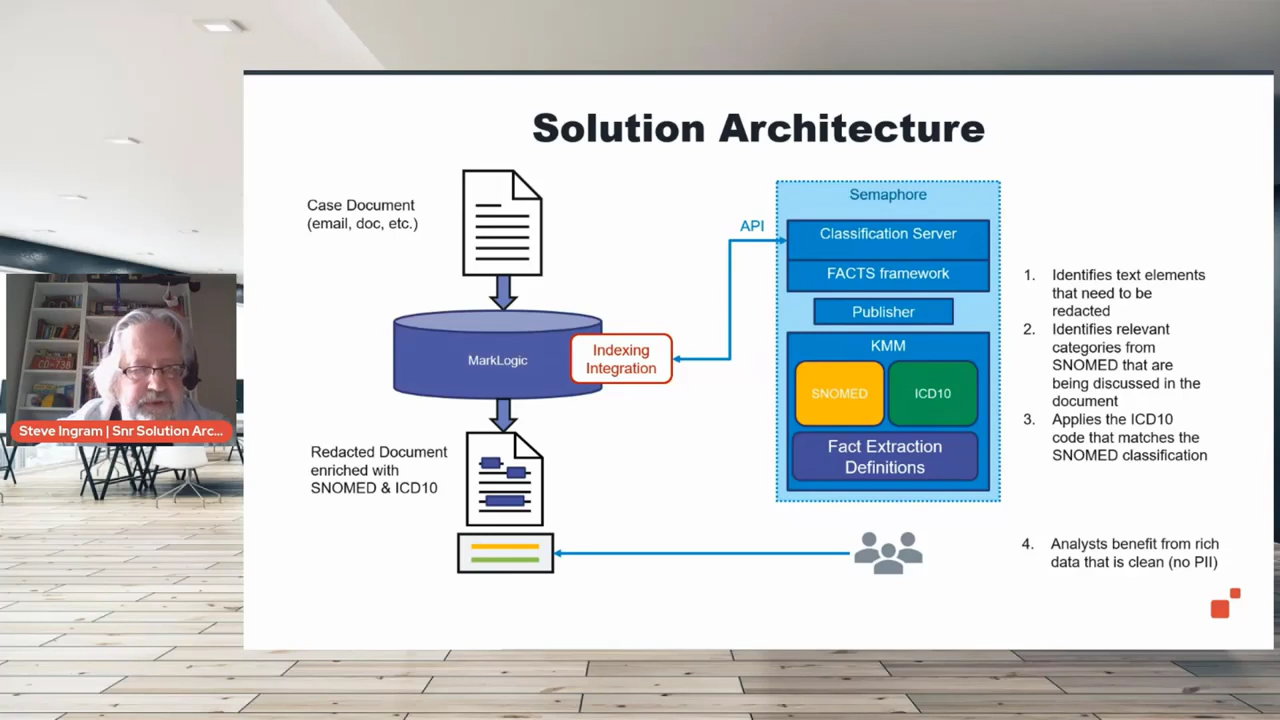 Solution Architecture
Case Document
(email, doc, etc.)
MarkLogic
Indexing
Integration
API
Redacted Document
enriched with
SNOMED & ICD10
Semaphore
Classification Server
FACTS framework
Publisher
KMM
SNOMED
ICD10
Fact Extraction
Definitions
1. Identifies text elements
that need to be
redacted
2. Identifies relevant
categories from
SNOMED that are
being discussed in the
document
3. Applies the ICD10
code that matches the
SNOMED classification
4. Analysts benefit from rich
data that is clean (no PII)
Steve Ingram | Snr Solution Arc...